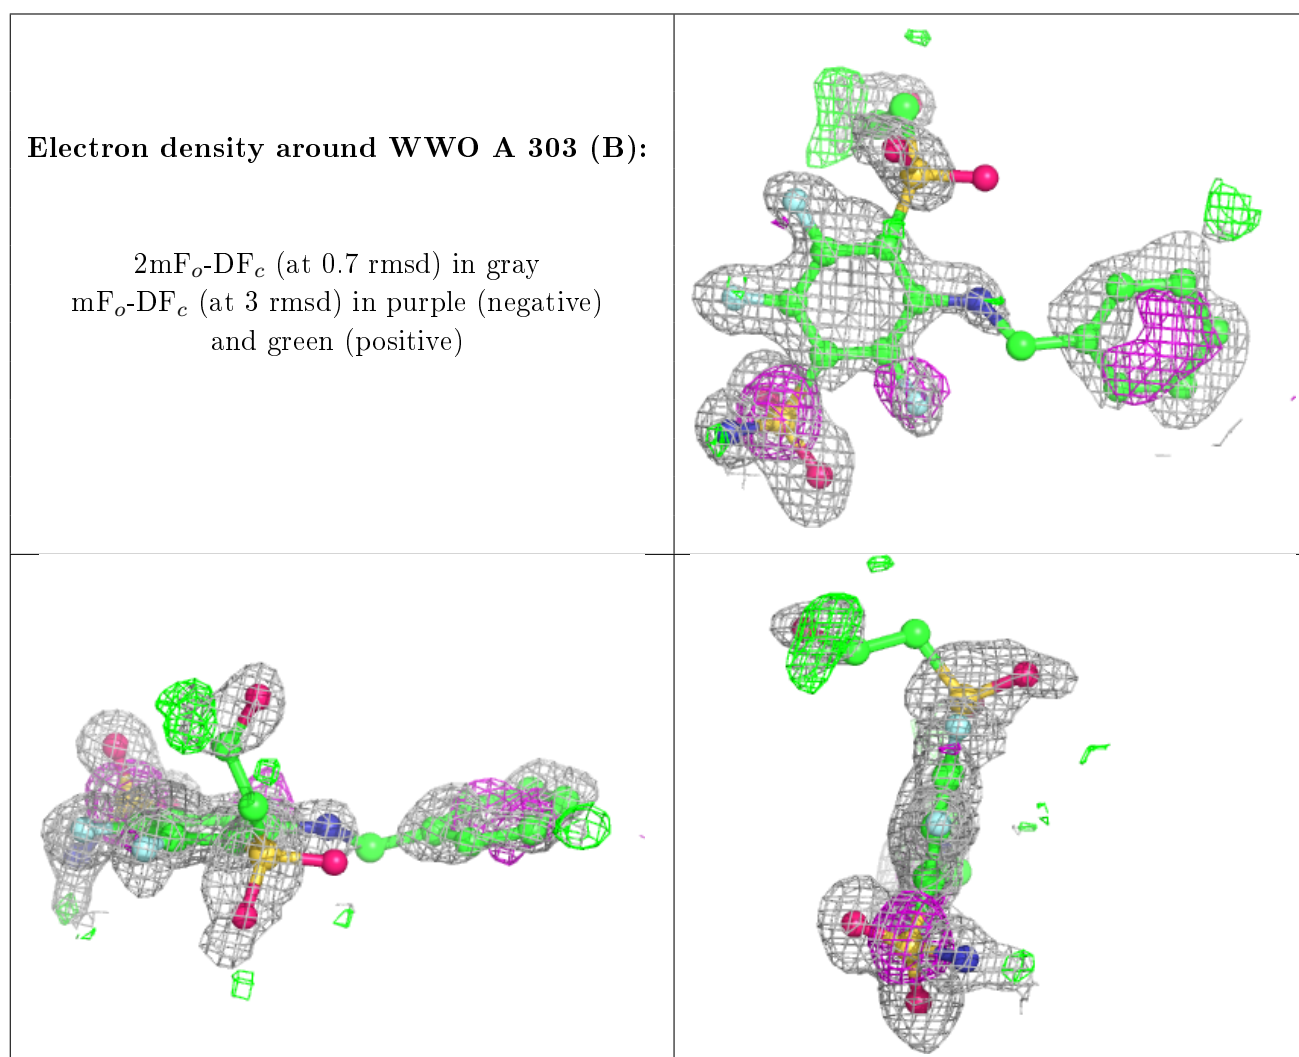 Electron density around WWO A 303 (B):
2mFₒ-DF𝒸 (at 0.7 rmsd) in gray
mFₒ-DF𝒸 (at 3 rmsd) in purple (negative)
and green (positive)